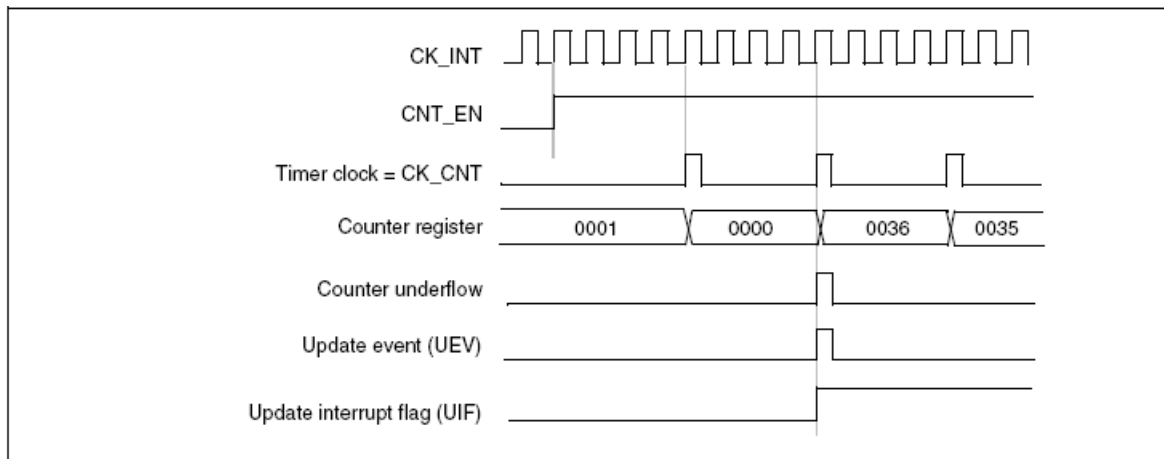 CK_INT
CNT_EN
Timer clock = CK_CNT
Counter register 0001 0000 0036 0035
Counter underflow
Update event (UEV)
Update interrupt flag (UIF)